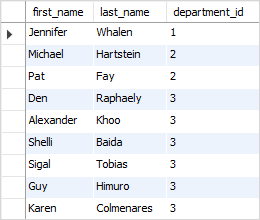 first_name last_name department_id
Jennifer Whalen 1
Michael Hartstein 2
Pat Fay 2
Den Raphaely 3
Alexander Khoo 3
Shelli Baida 3
Sigal Tobias 3
Guy Himuro 3
Karen Colmenares 3